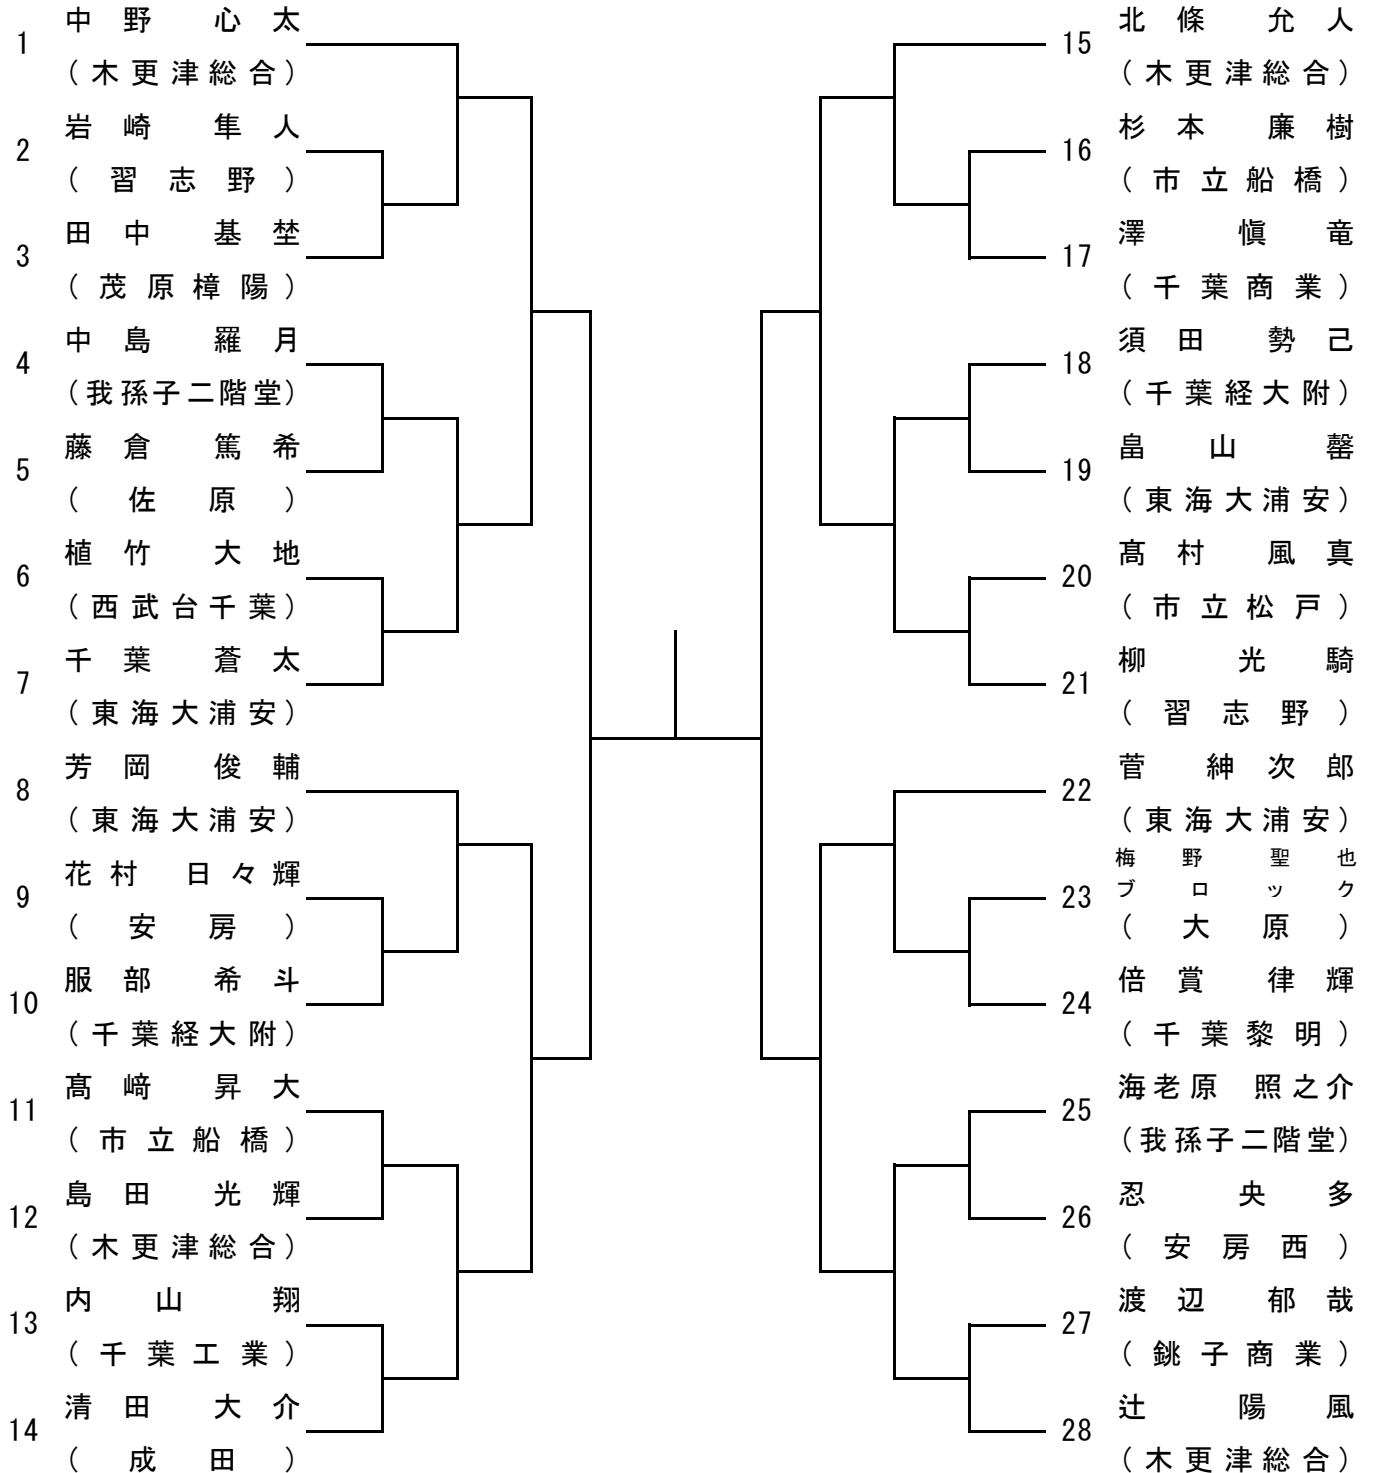 1 中野 心太
(木更津総合)
2 岩崎 隼人
(習志野)
3 田中 基埜
(茂原樟陽)
4 中島 羅月
(我孫子二階堂)
5 藤倉 篤希
(佐原)
6 植竹 大地
(西武台千葉)
7 千葉 蒼太
(東海大浦安)
8 芳岡 俊輔
(東海大浦安)
9 花村 日々輝
(安房)
10 服部 希斗
(千葉経大附)
11 髙﨑 昇大
(市立船橋)
12 島田 光輝
(木更津総合)
13 内山 翔
(千葉工業)
14 清田 大介
(成田)
15 北條 允人
(木更津総合)
16 杉本 廉樹
(市立船橋)
17 澤 愼竜
(千葉商業)
18 須田 勢己
(千葉経大附)
19 畠山 罄
(東海大浦安)
20 髙村 風真
(市立松戸)
21 柳 光騎
(習志野)
22 菅 紳次郎
(東海大浦安)
23 梅野 聖也
ブロック
(大原)
24 倍賞 律輝
(千葉黎明)
25 海老原 照之介
(我孫子二階堂)
26 忍 央多
(安房西)
27 渡辺 郁哉
(銚子商業)
28 辻 陽風
(木更津総合)